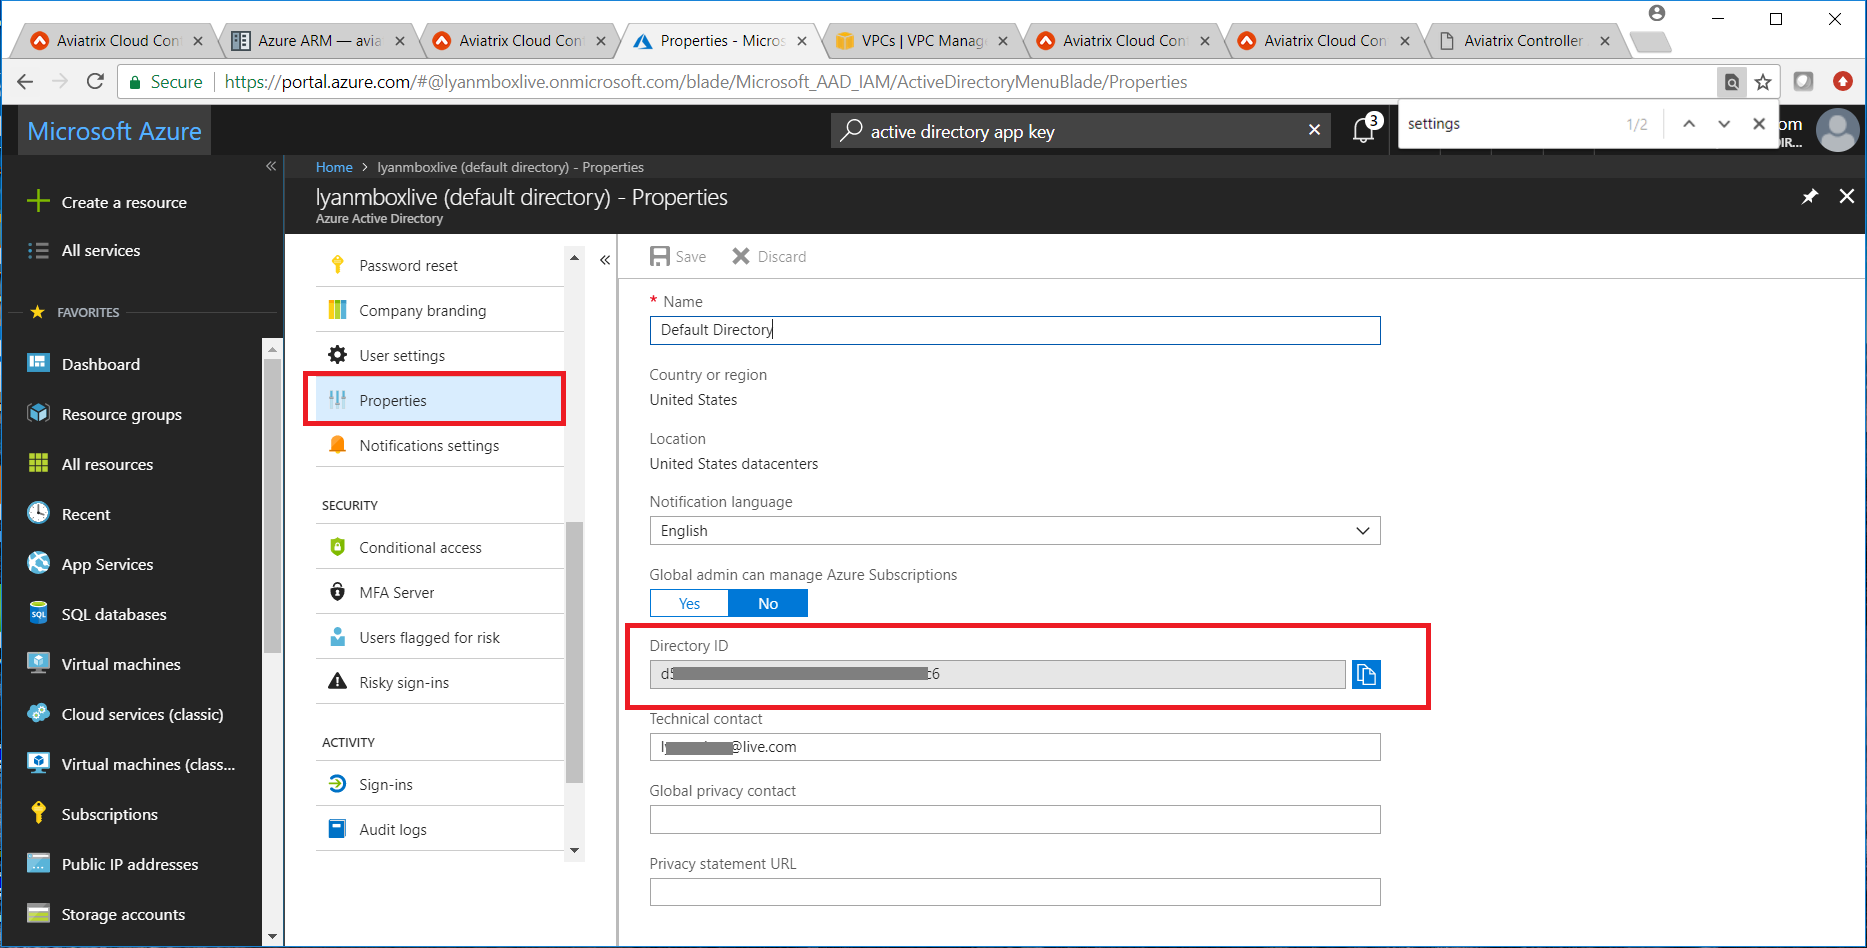 Aviatrix Cloud Con
Azure ARM — avia
Aviatrix Cloud Con
Properties - Micros
VPCs | VPC Manag
Aviatrix Cloud Con
Aviatrix Cloud Con
Aviatrix Controller
Secure
https://portal.azure.com/#@lyanmboxlive.onmicrosoft.com/blade/Microsoft_AAD_IAM/ActiveDirectoryMenuBlade/Properties
Microsoft Azure
active directory app key
3
settings
1/2
om
DIR...
Home > lyanmboxlive (default directory) - Properties
lyanmboxlive (default directory) - Properties
Azure Active Directory
Create a resource
All services
FAVORITES
Dashboard
Resource groups
All resources
Recent
App Services
SQL databases
Virtual machines
Cloud services (classic)
Virtual machines (class...
Subscriptions
Public IP addresses
Storage accounts
Password reset
Company branding
User settings
Properties
Notifications settings
SECURITY
Conditional access
MFA Server
Users flagged for risk
Risky sign-ins
ACTIVITY
Sign-ins
Audit logs
Save
Discard
* Name
Default Directory
Country or region
United States
Location
United States datacenters
Notification language
English
Global admin can manage Azure Subscriptions
Yes
No
Directory ID
d5 c6
Technical contact
ly @live.com
Global privacy contact
Privacy statement URL